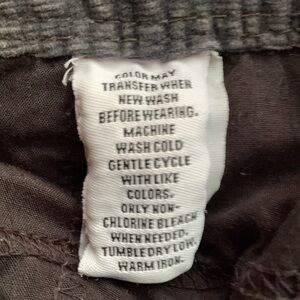 COLOR MAY
TRANSFER WHEN
NEW WASH
BEFORE WEARING.
MACHINE
WASH COLD
GENTLE CYCLE
WITH LIKE
COLORS.
ONLY NON-
CHLORINE BLEACH
WHEN NEEDED.
TUMBLE DRY LOW.
WARM IRON-